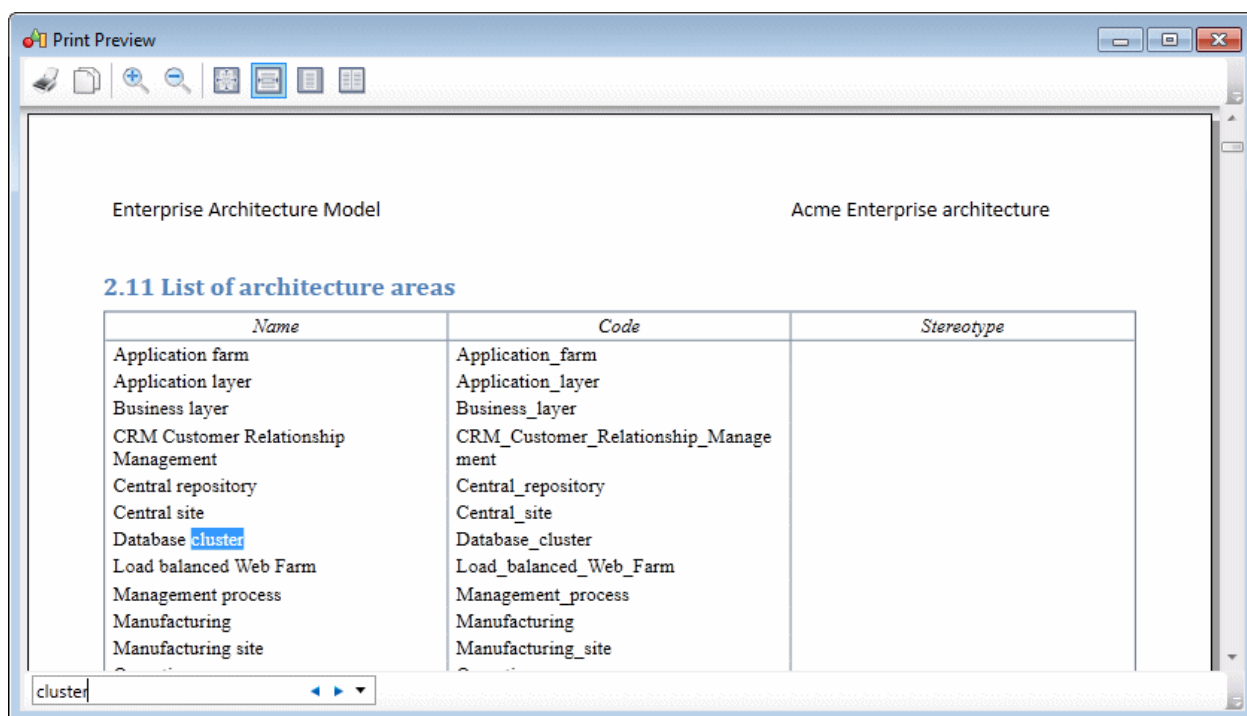 Print Preview
Enterprise Architecture Model Acme Enterprise architecture
2.11 List of architecture areas
Name Code Stereotype
Application farm Application_farm
Application layer Application_layer
Business layer Business_layer
CRM Customer Relationship CRM_Customer_Relationship_Manage
Management ment
Central repository Central_repository
Central site Central_site
Database cluster Database_cluster
Load balanced Web Farm Load_balanced_Web_Farm
Management process Management_process
Manufacturing Manufacturing
Manufacturing site Manufacturing_site
cluster